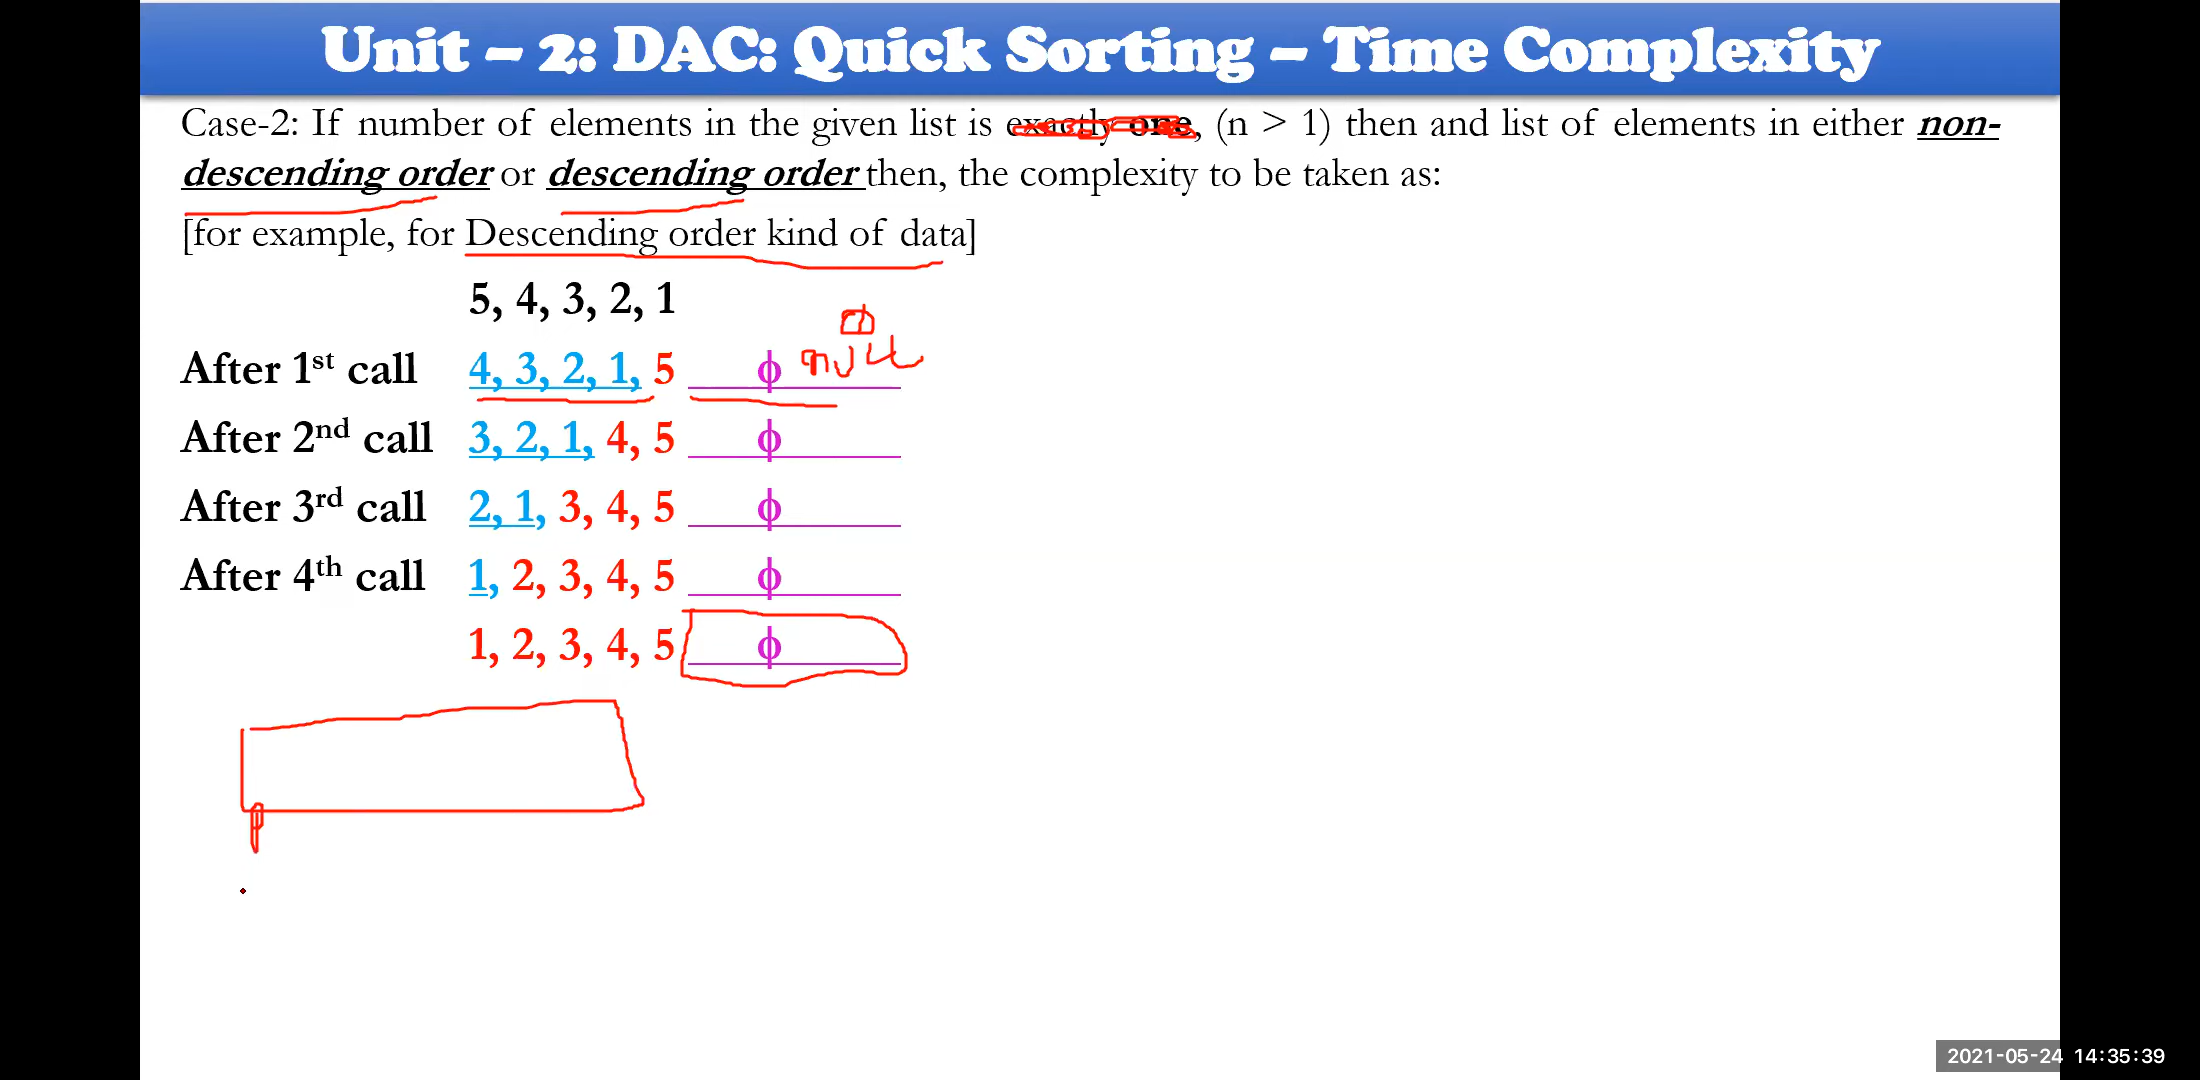 Unit – 2: DAC: Quick Sorting – Time Complexity
Case-2: If number of elements in the given list is exactly one, (n > 1) then and list of elements in either non-
descending order or descending order then, the complexity to be taken as:
[for example, for Descending order kind of data]
5, 4, 3, 2, 1
After 1st call 4, 3, 2, 1, 5 ϕ null
After 2nd call 3, 2, 1, 4, 5 ϕ
After 3rd call 2, 1, 3, 4, 5 ϕ
After 4th call 1, 2, 3, 4, 5 ϕ
1, 2, 3, 4, 5 ϕ
2021-05-24 14:35:39